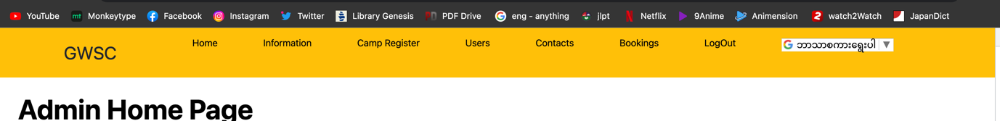 YouTube Monkeytype Facebook Instagram Twitter Library Genesis PDF Drive eng - anything jlpt Netflix 9Anime Animension watch2Watch JapanDict
GWSC Home Information Camp Register Users Contacts Bookings LogOut ဘာသာစကားရွေးပါ ▼
Admin Home Page